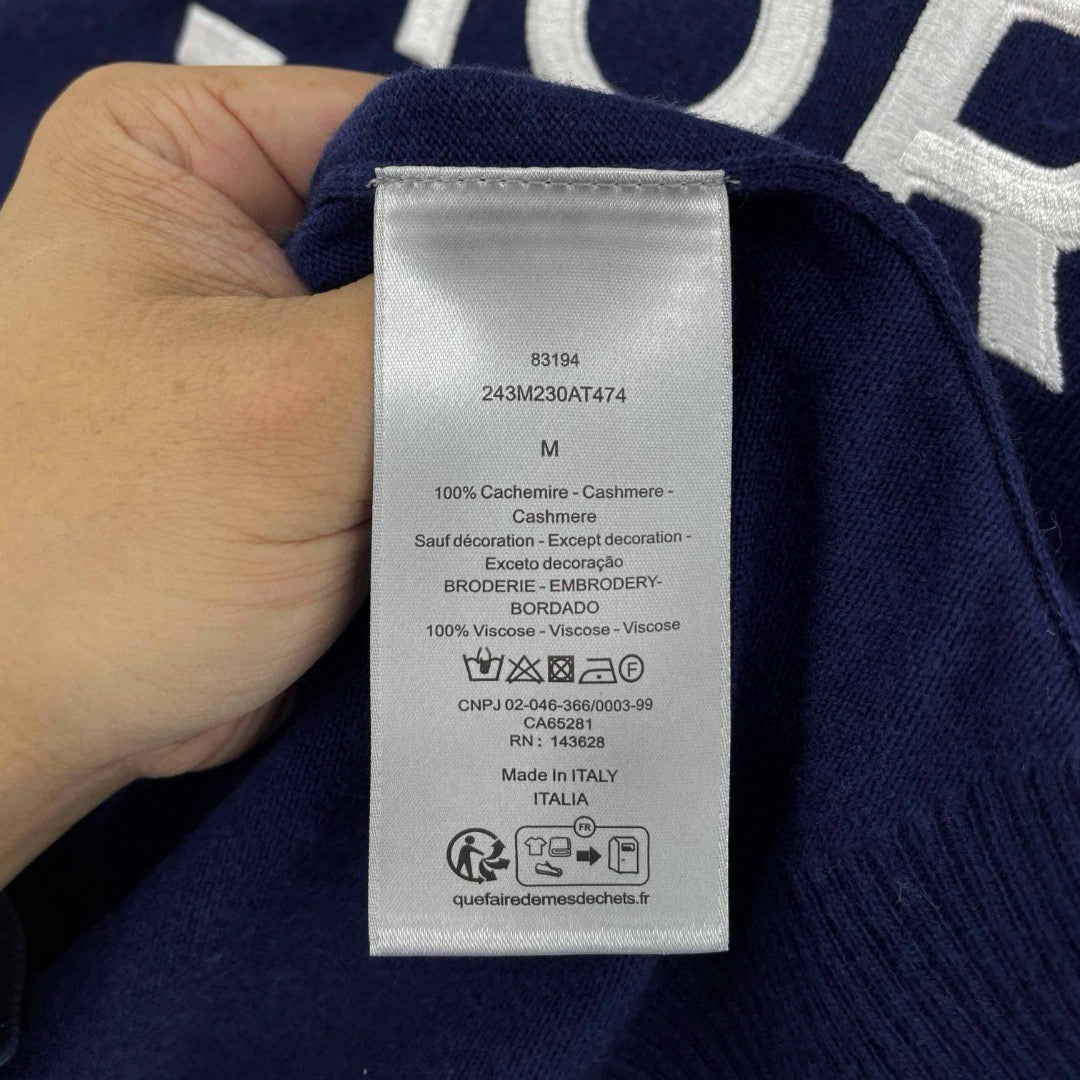 IOR
83194
243M230AT474
M
100% Cachemire - Cashmere -
Cashmere
Sauf décoration - Except decoration -
Exceto decoração
BRODERIE - EMBRODERY-
BORDADO
100% Viscose - Viscose - Viscose
F
CNPJ 02-046-366/0003-99
CA65281
RN : 143628
Made In ITALY
ITALIA
FR
quefairedemesdechets.fr